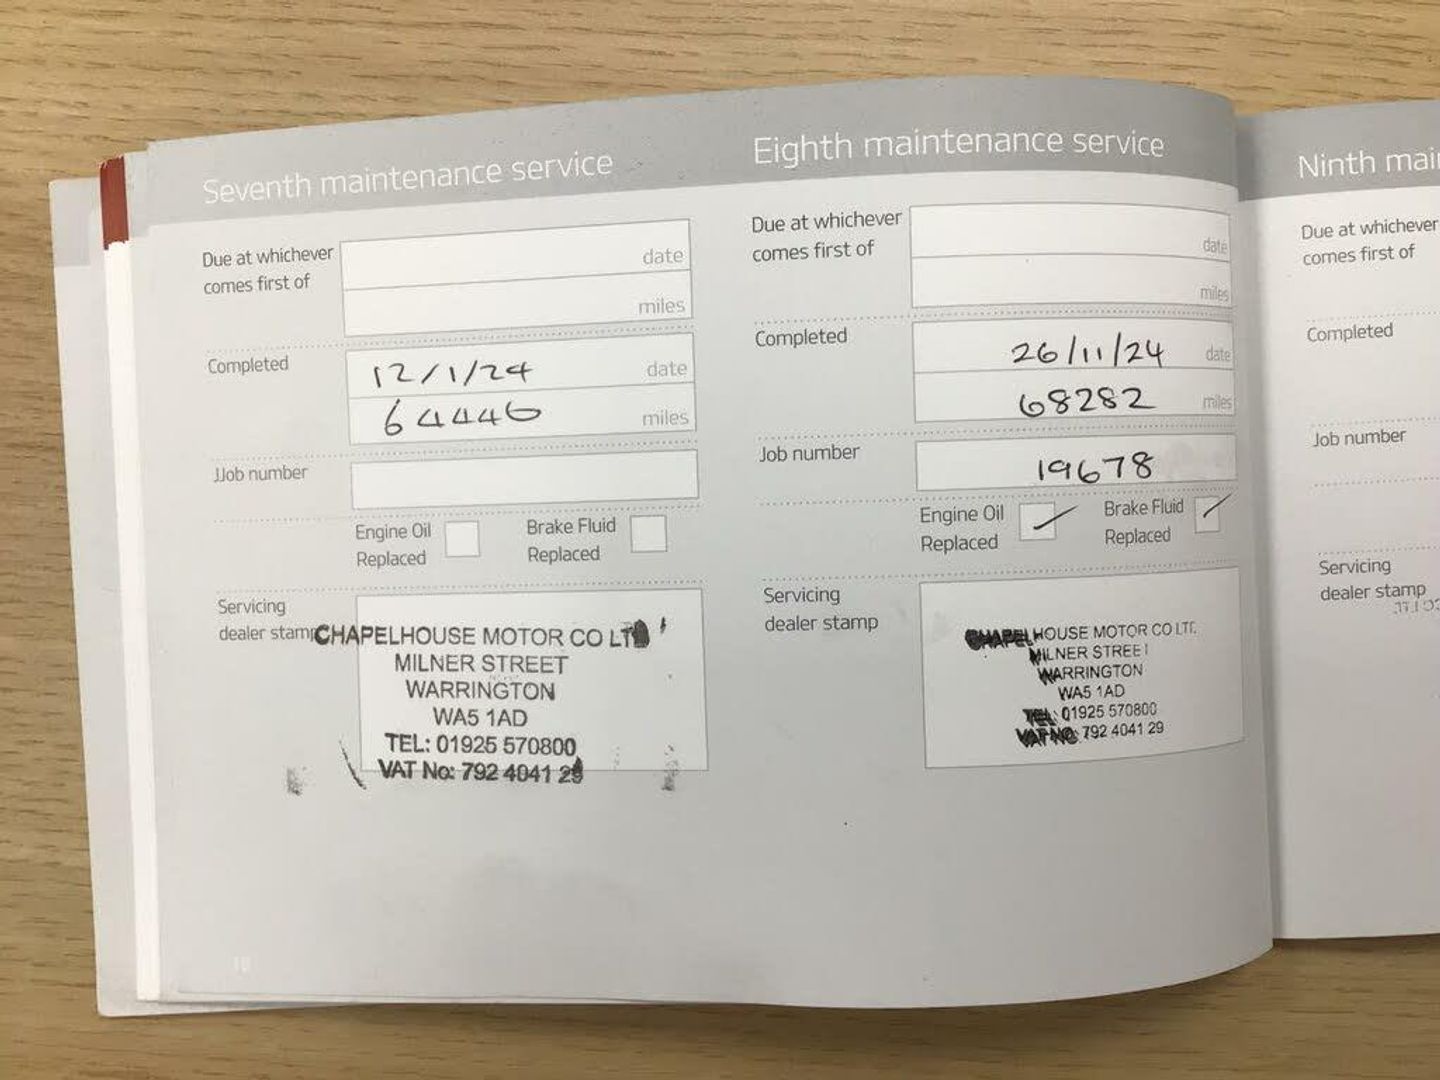 Seventh maintenance service
Due at whichever
comes first of
date
miles
Completed
12/1/24 date
64446 miles
JJob number
Engine Oil
Replaced
Brake Fluid
Replaced
Servicing
dealer stamp
CHAPELHOUSE MOTOR CO LTD
MILNER STREET
WARRINGTON
WA5 1AD
TEL: 01925 570800
VAT No: 792 4041 29
Eighth maintenance service
Due at whichever
comes first of
date
miles
Completed
26/11/24 date
68282 miles
Job number
19678
Engine Oil
Replaced
Brake Fluid
Replaced
Servicing
dealer stamp
CHAPELHOUSE MOTOR CO LTD.
MILNER STREET
WARRINGTON
WA5 1AD
TEL: 01925 570800
VAT NO: 792 4041 29
Ninth mai
Due at whichever
comes first of
Completed
Job number
Servicing
dealer stamp